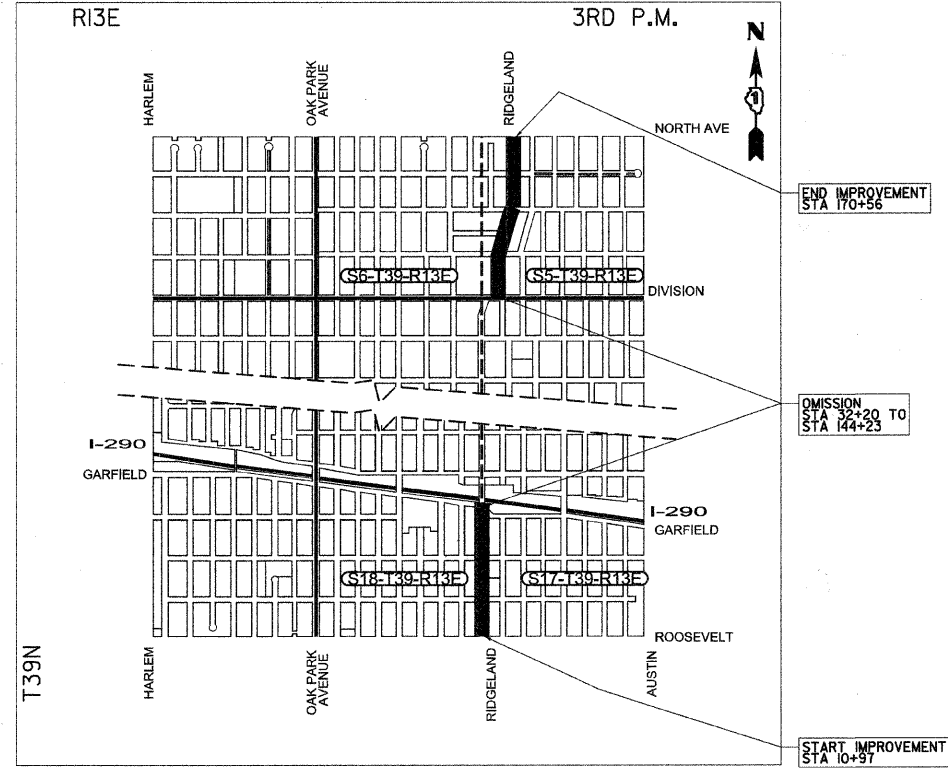 R13E
3RD P.M.
N
1
HARLEM
OAK PARK
AVENUE
RIDGELAND
NORTH AVE
END IMPROVEMENT
STA 170+56
S6-T39-R13E
S5-T39-R13E
DIVISION
OMISSION
STA 32+20 TO
STA 144+23
I-290
GARFIELD
I-290
GARFIELD
S18-T39-R13E
S17-T39-R13E
ROOSEVELT
T39N
HARLEM
OAK PARK
AVENUE
RIDGELAND
AUSTIN
START IMPROVEMENT
STA 10+97